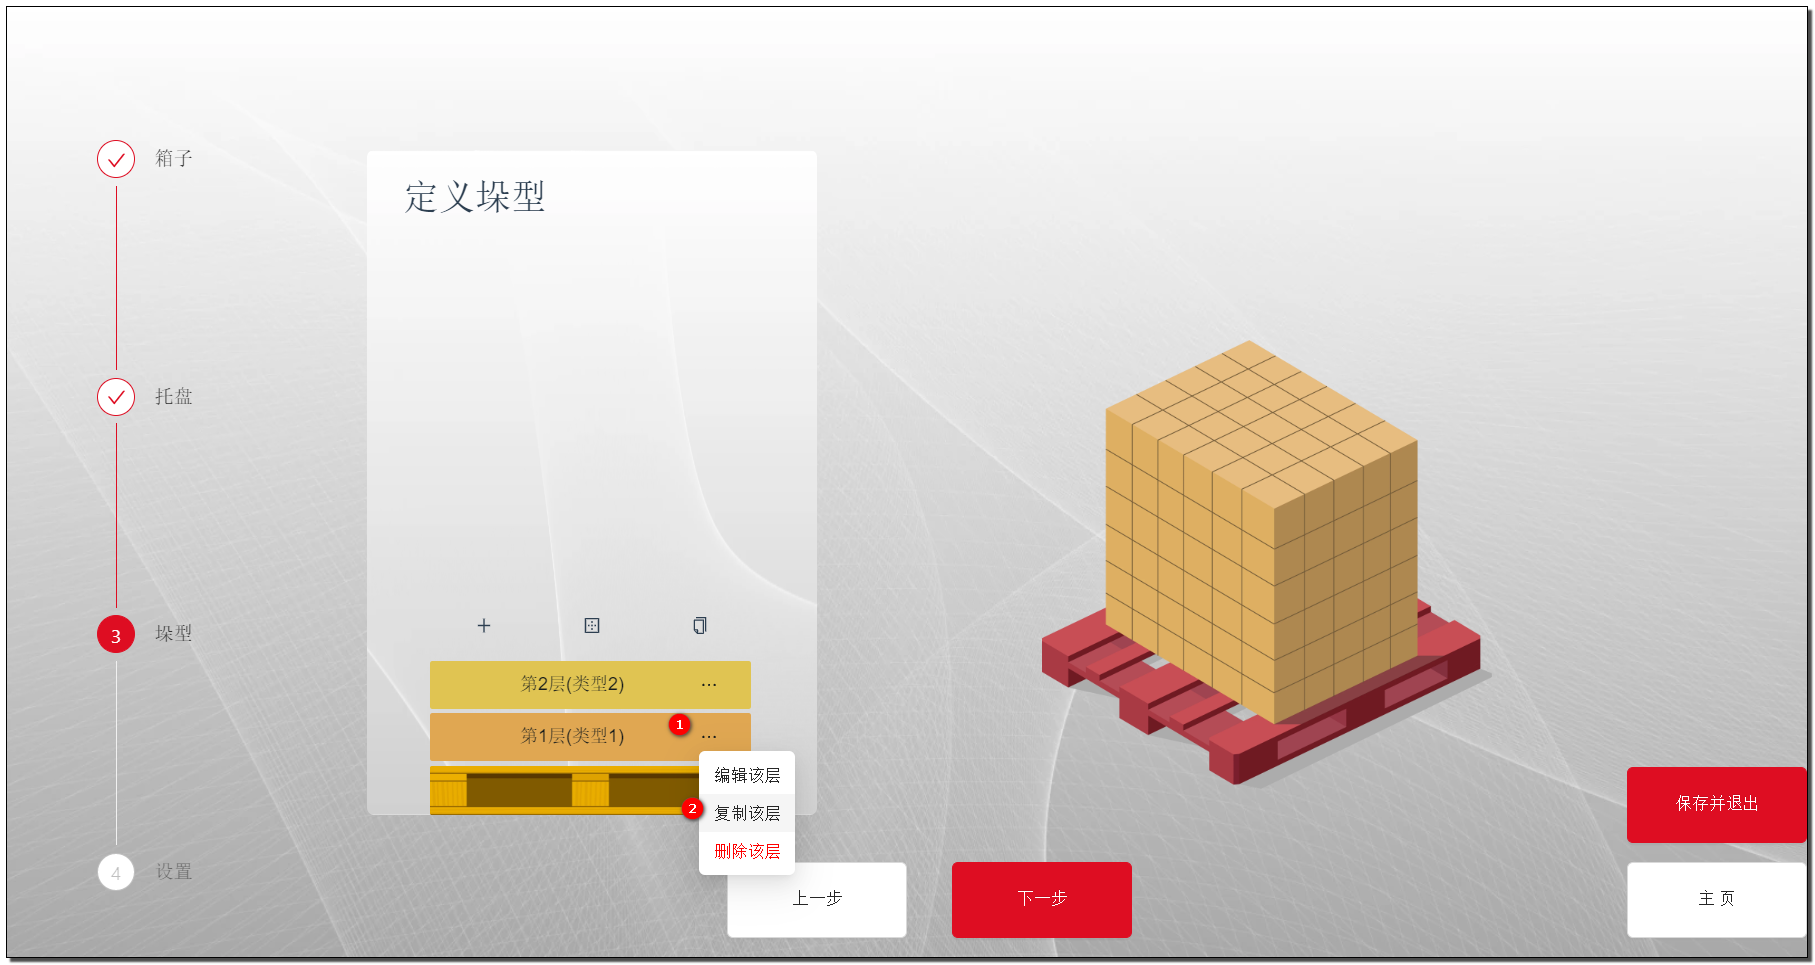 箱子
定义垛型
托盘
3
垛型
第2层(类型2)
...
1
第1层(类型1)
...
编辑该层
2
复制该层
删除该层
保存并退出
4
设置
上一步
下一步
主 页